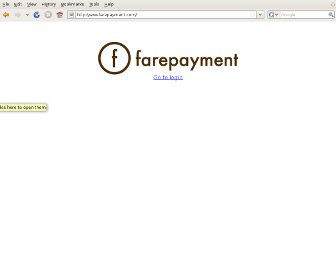 File Edit View History Bookmarks Tools Help
http://www.farepayment.com/
Google
f farepayment
Go to login
here to open them